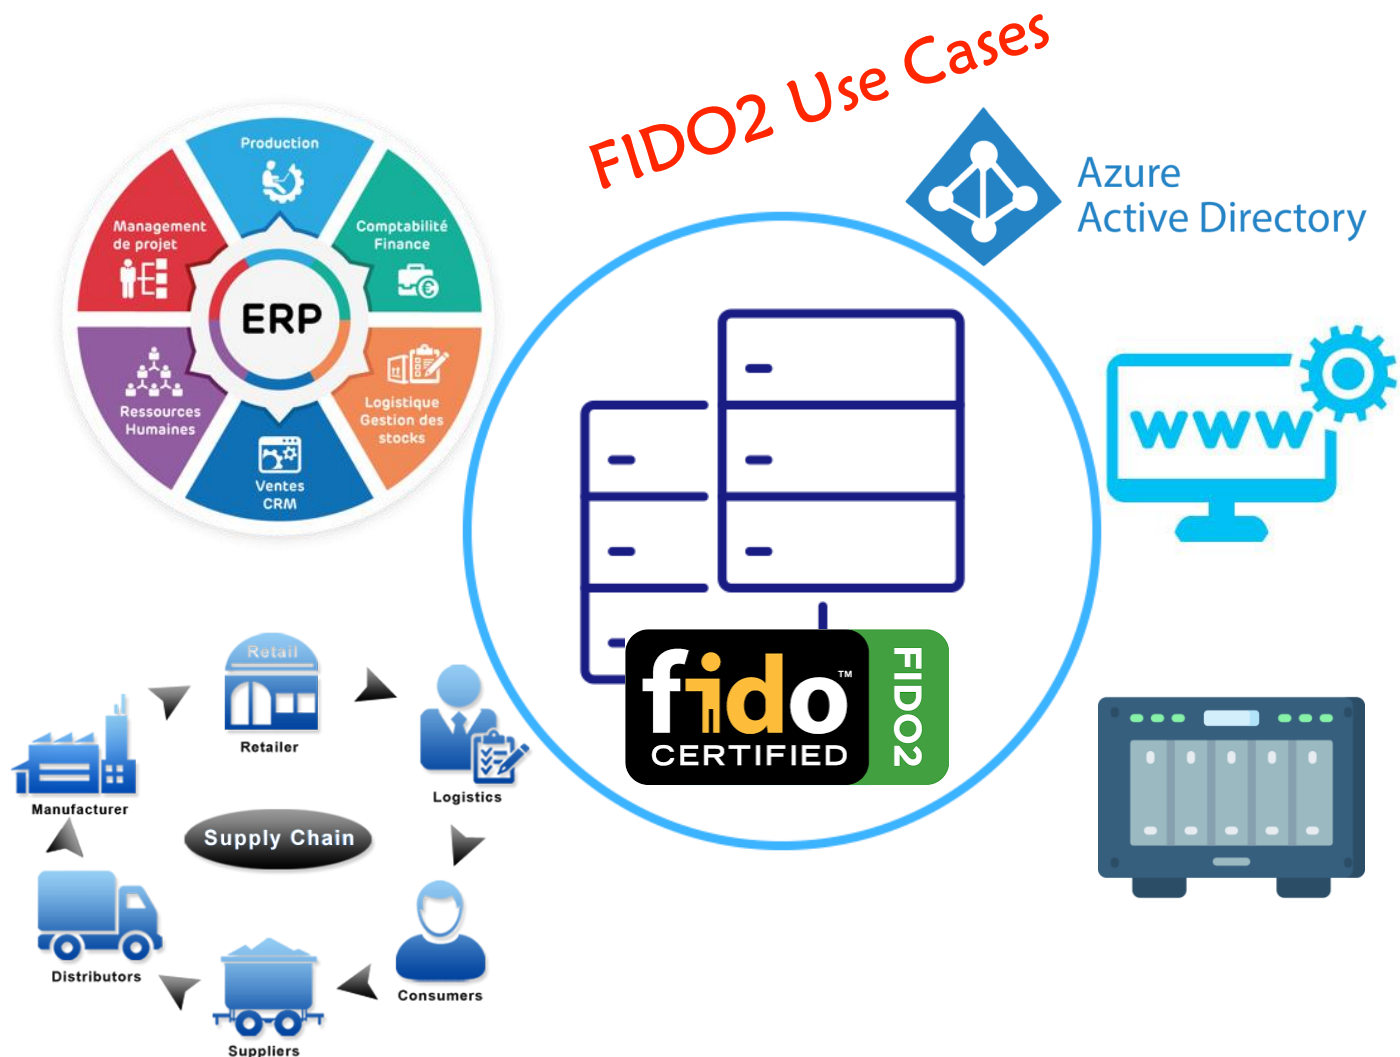 FIDO2 Use Cases
Azure
Active Directory
Production
Management
de projet
Comptabilité
Finance
ERP
Ressources
Humaines
Logistique
Gestion des
stocks
Ventes
CRM
www
fido™
CERTIFIED
FIDO2
Retail
Retailer
Manufacturer
Logistics
Supply Chain
Distributors
Consumers
Suppliers